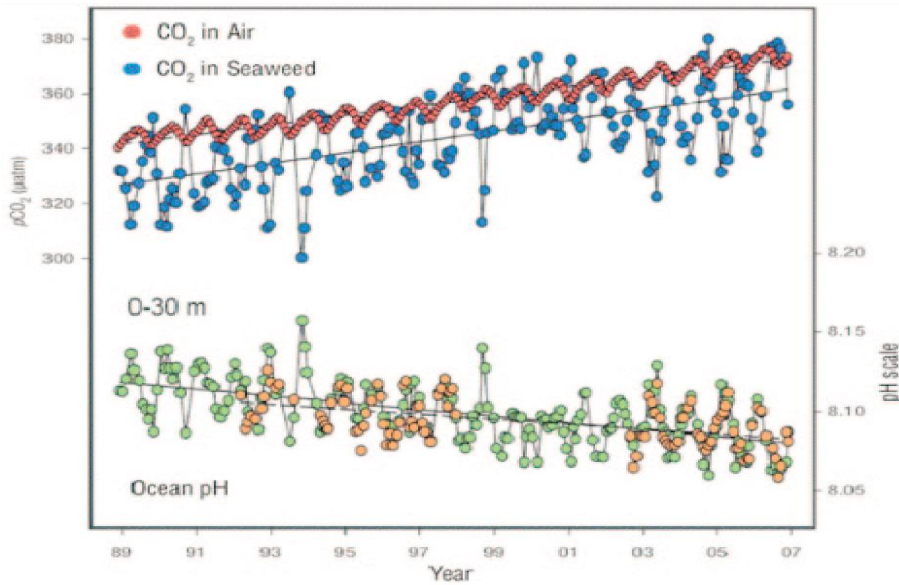 CO₂ in Air
CO₂ in Seaweed
380
360
340
320
300
pCO₂ (µatm)
8.20
8.15
8.10
8.05
pH scale
0-30 m
Ocean pH
89 91 93 95 97 99 01 03 05 07
Year